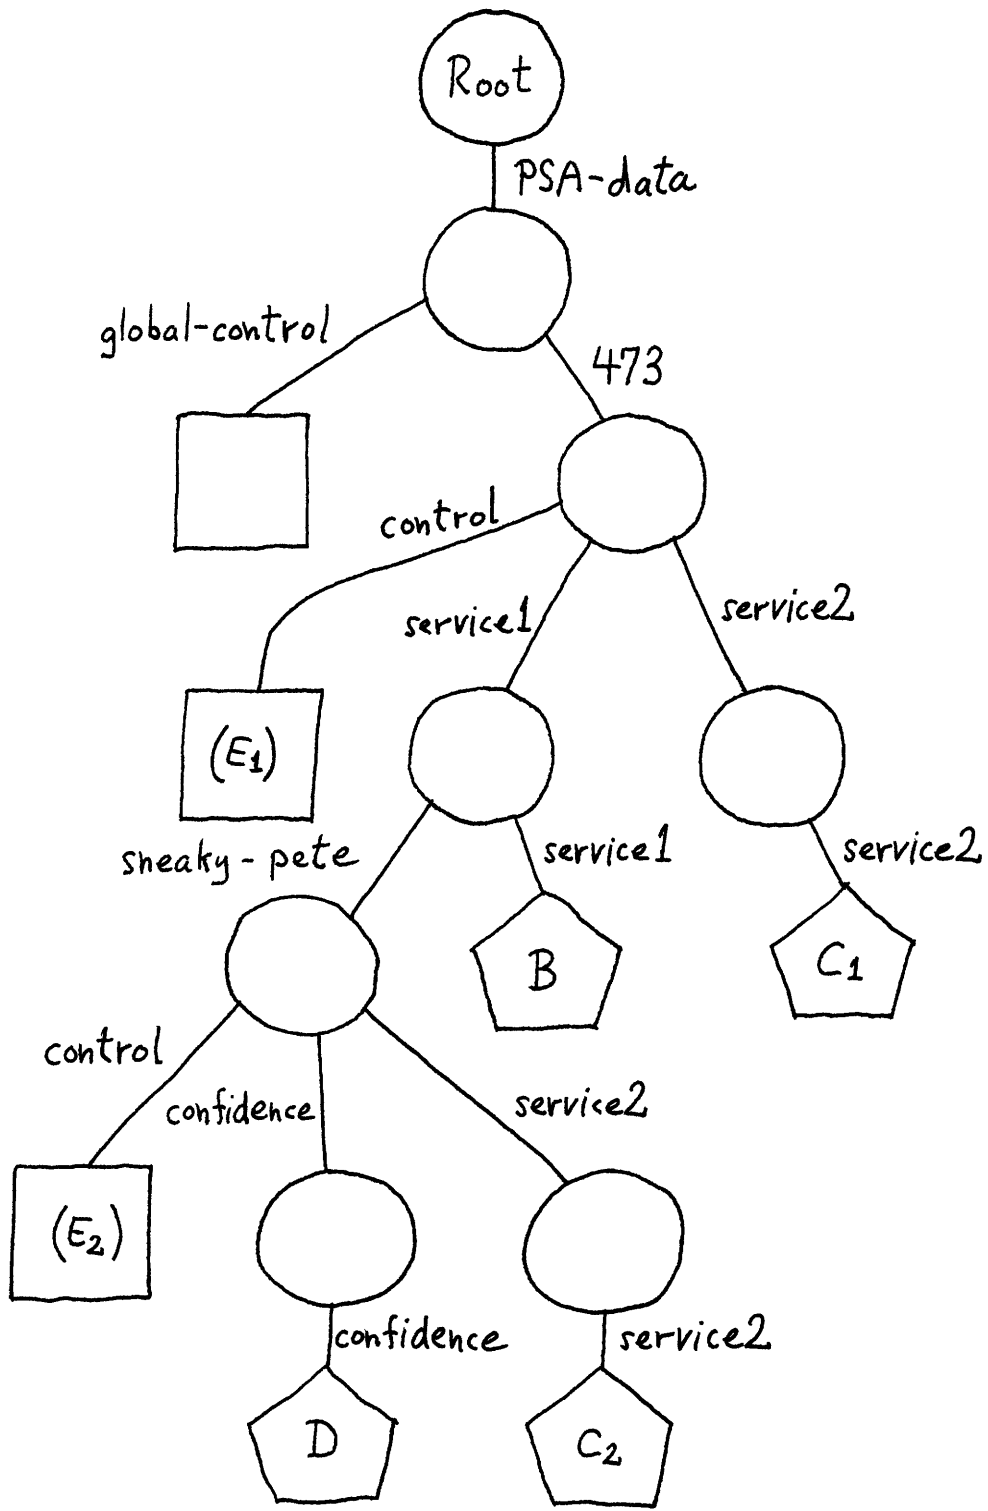 Root
PSA-data
global-control
473
control
service1
service2
(E1)
sneaky-pete
service1
service2
B
C1
control
confidence
service2
(E2)
confidence
service2
D
C2